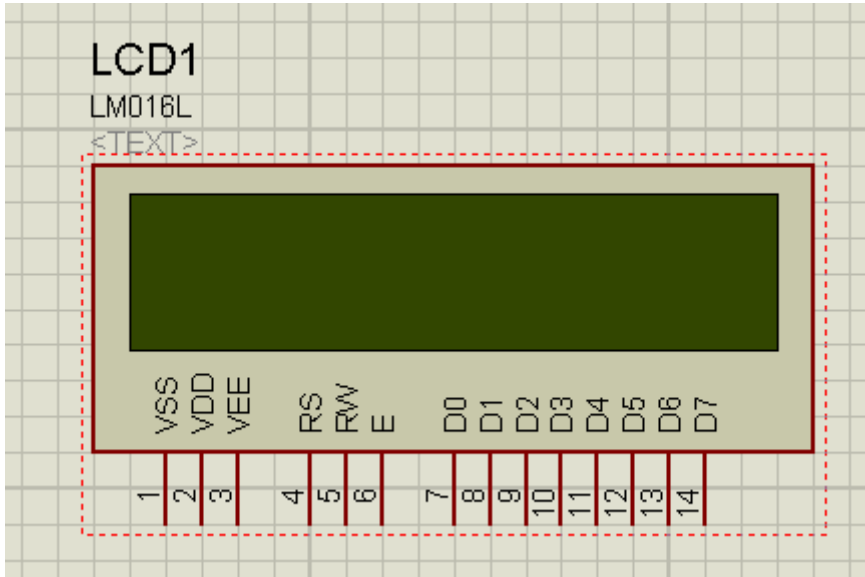 LCD1
LM016L
<TEXT>
VSS VDD VEE RS RW E D0 D1 D2 D3 D4 D5 D6 D7
1 2 3 4 5 6 7 8 9 10 11 12 13 14